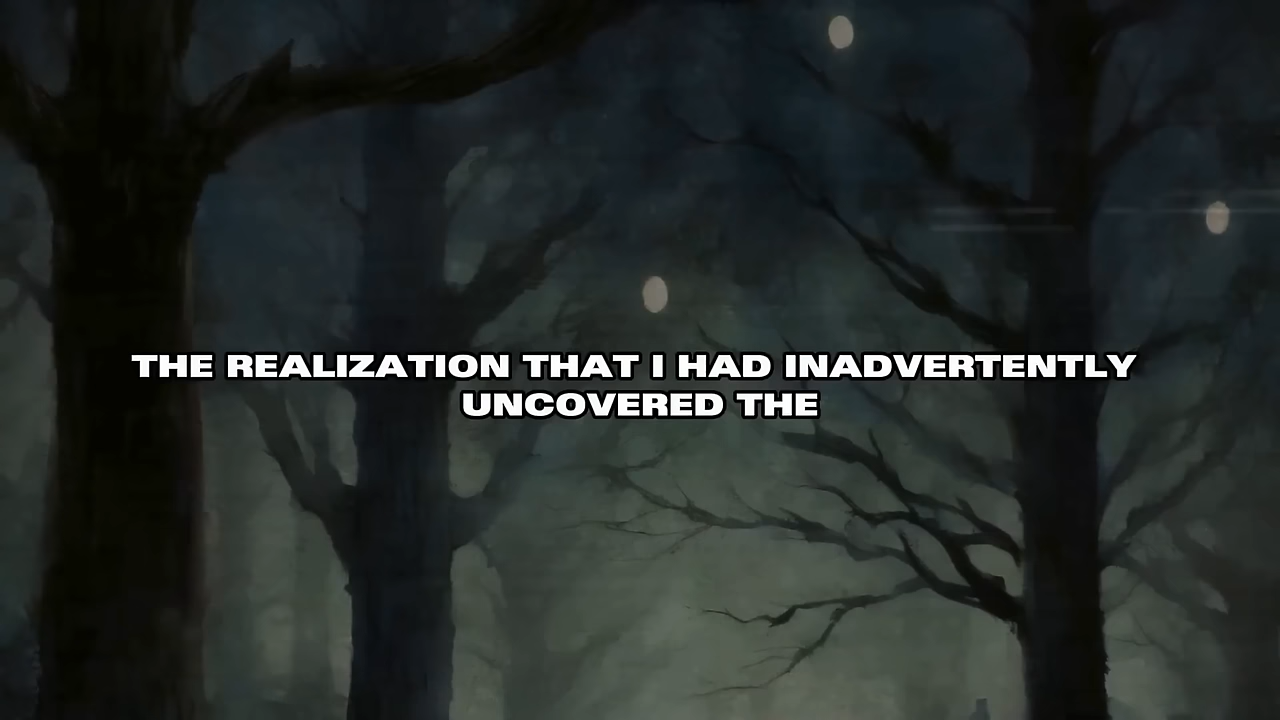 THE REALIZATION THAT I HAD INADVERTENTLY
UNCOVERED THE